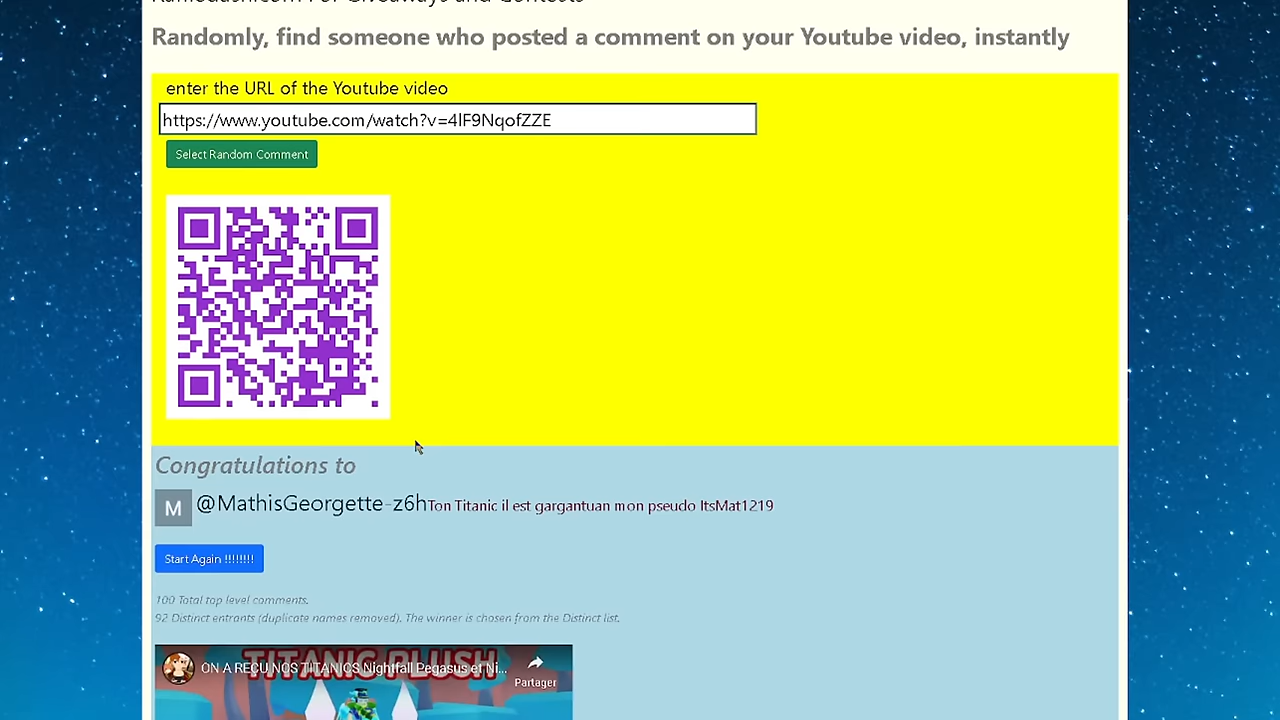 Randomly, find someone who posted a comment on your Youtube video, instantly
enter the URL of the Youtube video
https://www.youtube.com/watch?v=4lF9NqofZZE
Select Random Comment
Congratulations to
M @MathisGeorgette-z6h Ton Titanic il est gargantuan mon pseudo ItsMat1219
Start Again !!!!!!!!
100 Total top level comments.
92 Distinct entrants (duplicate names removed), The winner is chosen from the Distinct list.
TITANIC PLUSH
ON A REÇU NOS TITANICS Nightfall Pegasus et Ni...
Partager